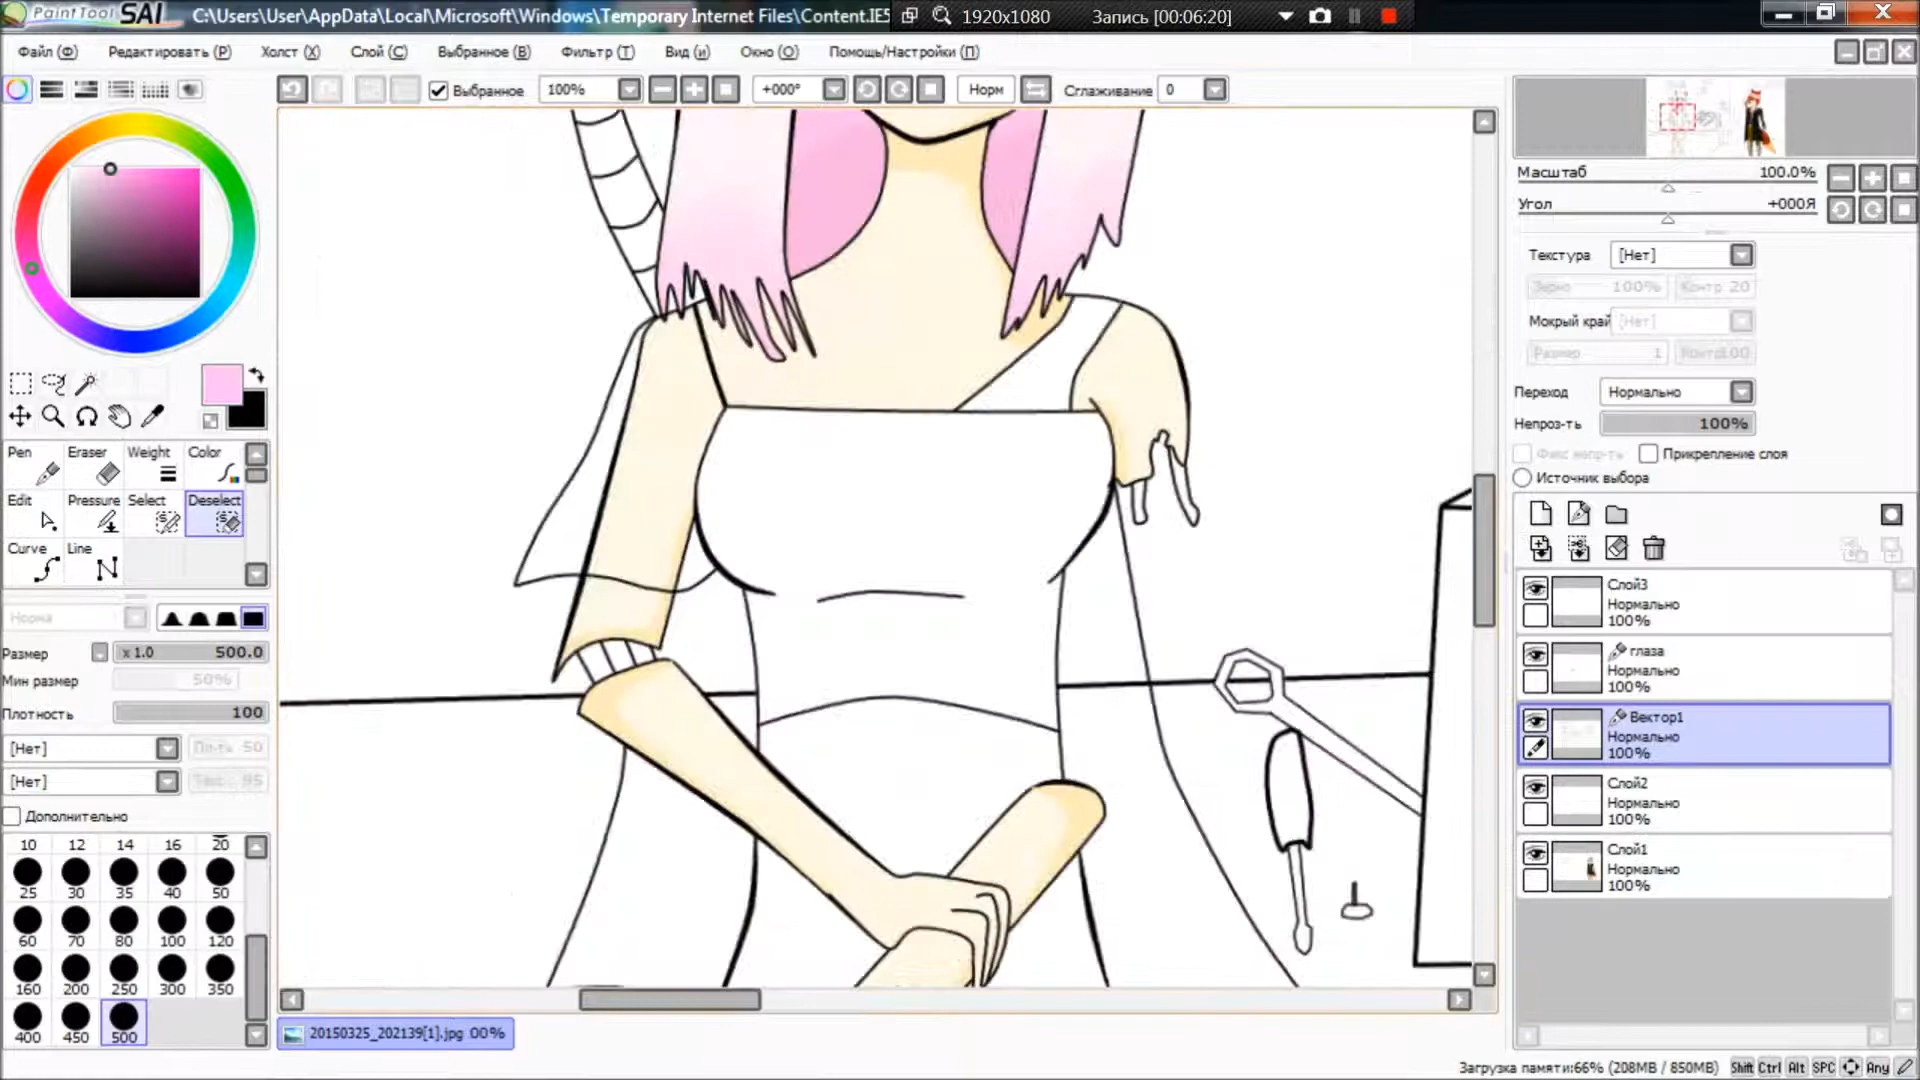 PaintTool SAI C:\Users\User\AppData\Local\Microsoft\Windows\Temporary Internet Files\Content.IE5 1920x1080 Запись [00:06:20]
Файл (Ф) Редактировать (Р) Холст (Х) Слой (С) Выбранное (В) Фильтр (Т) Вид (и) Окно (О) Помощь/Настройки (П)
Выбранное 100% +000° Норм Сглаживание 0
Масштаб 100.0%
Угол +000Я
Текстура [Нет]
Зерно 100% Контр 20
Мокрый край [Нет]
Размер 1 Контр 100
Переход Нормально
Непроз-ть 100%
Фикс непр-ть Прикрепление слоя
Источник выбора
Pen Eraser Weight Color
Edit Pressure Select Deselect
Curve Line
Норма
Размер x 1.0 500.0
Мин размер 50%
Плотность 100
[Нет] 50
[Нет] 95
Дополнительно
10 12 14 16 20
25 30 35 40 50
60 70 80 100 120
160 200 250 300 350
400 450 500
Слой3
Нормально
100%
глаза
Нормально
100%
Вектор1
Нормально
100%
Слой2
Нормально
100%
Слой1
Нормально
100%
20150325_202139[1].jpg 00%
Загрузка памяти:66% (208MB / 850MB) Shift Ctrl Alt SPC Any